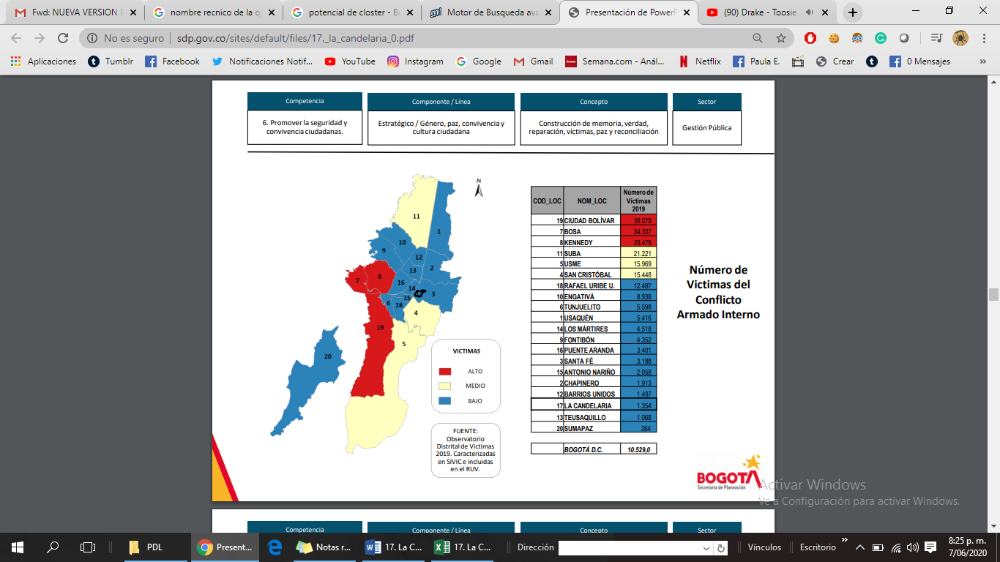 Fwd: NUEVA VERSION
nombre recnico de la oj
potencial de closter - B
Motor de Busqueda ava
Presentación de PowerP
(90) Drake - Toosie
No es seguro | sdp.gov.co/sites/default/files/17._la_candelaria_0.pdf
Aplicaciones Tumblr Facebook Notificaciones Notif... YouTube Instagram Google Gmail Semana.com - Anál... Netflix Paula E. Crear 0 Mensajes »
Competencia Componente / Línea Concepto Sector
6. Promover la seguridad y convivencia ciudadanas.
Estratégico / Género, paz, convivencia y cultura ciudadana
Construcción de memoria, verdad, reparación, víctimas, paz y reconciliación
Gestión Pública
N
11
1
10
9
12
2
13
8
7
16
14
3
15
6
18
4
19
5
20
VICTIMAS
ALTO
MEDIO
BAJO
FUENTE:
Observatorio
Distrital de Victimas
2019. Caracterizadas
en SIVIC e incluidas
en el RUV.
COD_LOC NOM_LOC Número de Víctimas 2019
19 CIUDAD BOLÍVAR 38.078
7 BOSA 34.337
8 KENNEDY 29.478
11 SUBA 21.221
5 USME 15.969
4 SAN CRISTÓBAL 15.448
18 RAFAEL URIBE U. 12.487
10 ENGATIVÁ 8.938
6 TUNJUELITO 5.598
1 USAQUÉN 5.416
14 LOS MÁRTIRES 4.518
9 FONTIBÓN 4.352
16 PUENTE ARANDA 3.401
3 SANTA FÉ 3.188
15 ANTONIO NARIÑO 2.058
2 CHAPINERO 1.913
12 BARRIOS UNIDOS 1.497
17 LA CANDELARIA 1.354
13 TEUSAQUILLO 1.068
20 SUMAPAZ 264
BOGOTÁ D.C. 10.529,0
Número de
Victimas del
Conflicto
Armado Interno
BOGOTÁ
Secretaría de Planeación
Activar Windows
Ve a Configuración para activar Windows.
Competencia Componente / Línea Concepto Sector
PDL Present... Notas r... 17. La C... 17. La C... Dirección Vínculos Escritorio »
8:25 p. m.
7/06/2020